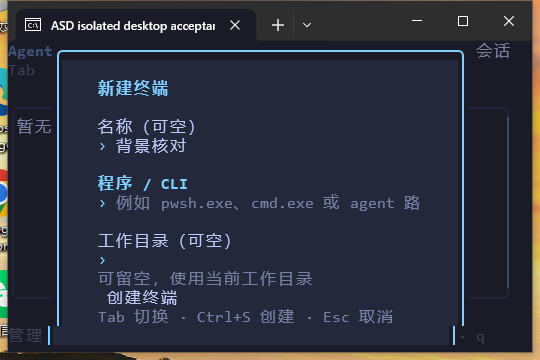 ASD isolated desktop acceptan
Agent
会话
Tab
新建终端
暂无
名称 (可空)
› 背景核对
程序 / CLI
› 例如 pwsh.exe、cmd.exe 或 agent 路
工作目录 (可空)
›
可留空，使用当前工作目录
创建终端
Tab 切换 · Ctrl+S 创建 · Esc 取消
管理
· q